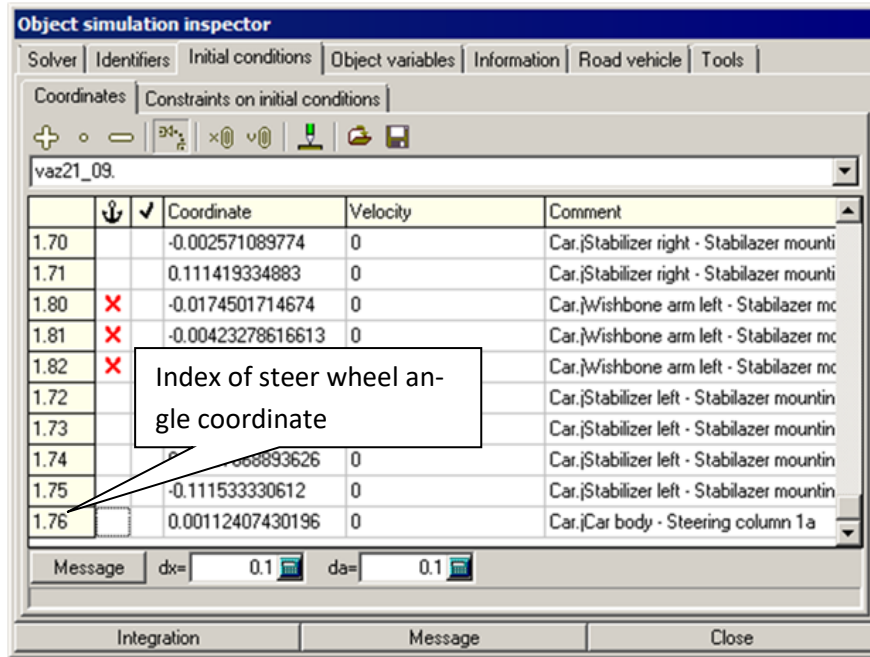 Object simulation inspector
Solver Identifiers Initial conditions Object variables Information Road vehicle Tools
Coordinates Constraints on initial conditions
vaz21_09.
Coordinate Velocity Comment
1.70 -0.002571089774 0 Car.jStabilizer right - Stabilazer mounti
1.71 0.111419334883 0 Car.jStabilizer right - Stabilazer mounti
1.80 -0.0174501714674 0 Car.jWishbone arm left - Stabilazer mo
1.81 -0.00423278616613 0 Car.jWishbone arm left - Stabilazer mo
1.82 Car.jWishbone arm left - Stabilazer mo
Index of steer wheel an-
gle coordinate
1.72 Car.jStabilizer left - Stabilazer mountin
1.73 Car.jStabilizer left - Stabilazer mountin
1.74 0 Car.jStabilizer left - Stabilazer mountin
1.75 -0.111533330612 0 Car.jStabilizer left - Stabilazer mountin
1.76 0.00112407430196 0 Car.jCar body - Steering column 1a
Message dx= 0.1 da= 0.1
Integration Message Close